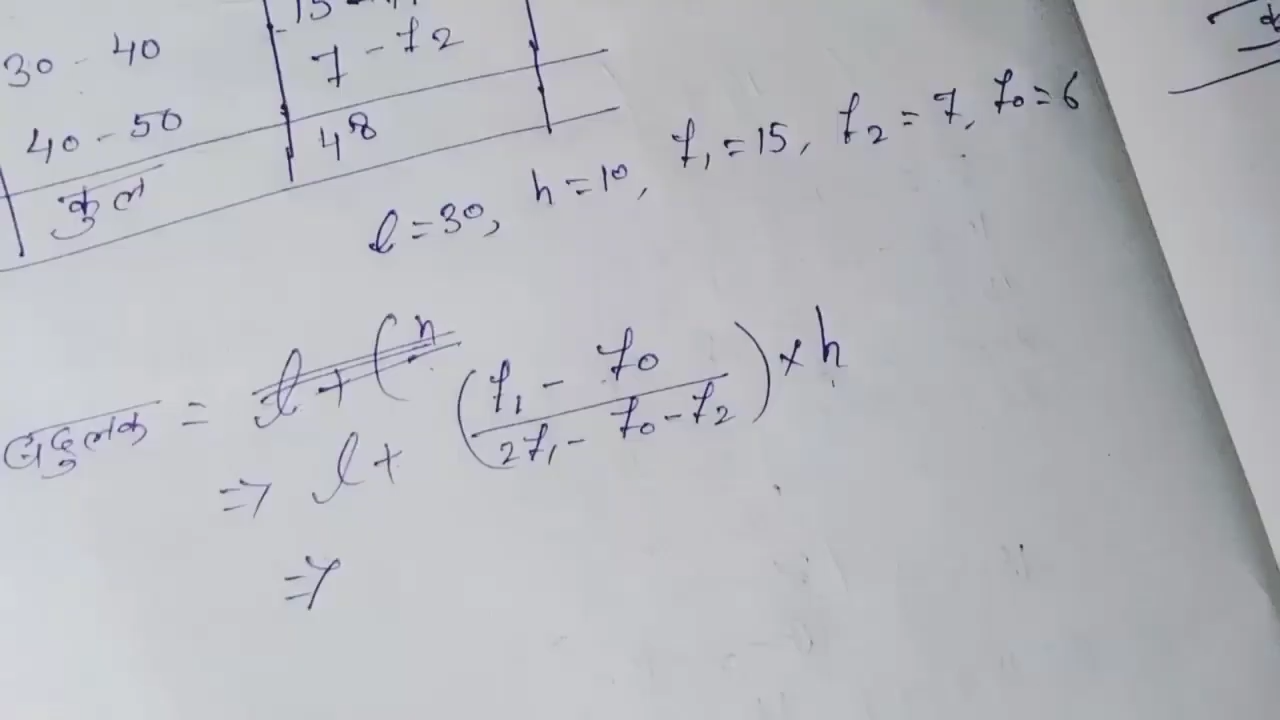 30 - 40
15 -
40 - 50
7 - f2
कुल
48
l = 30, h = 10, f₁ = 15, f2 = 7, f0 = 6
बहुलक = l + ( h
⇒ l + ( f₁ - f0 / 2f₁ - f0 - f2 ) × h
⇒